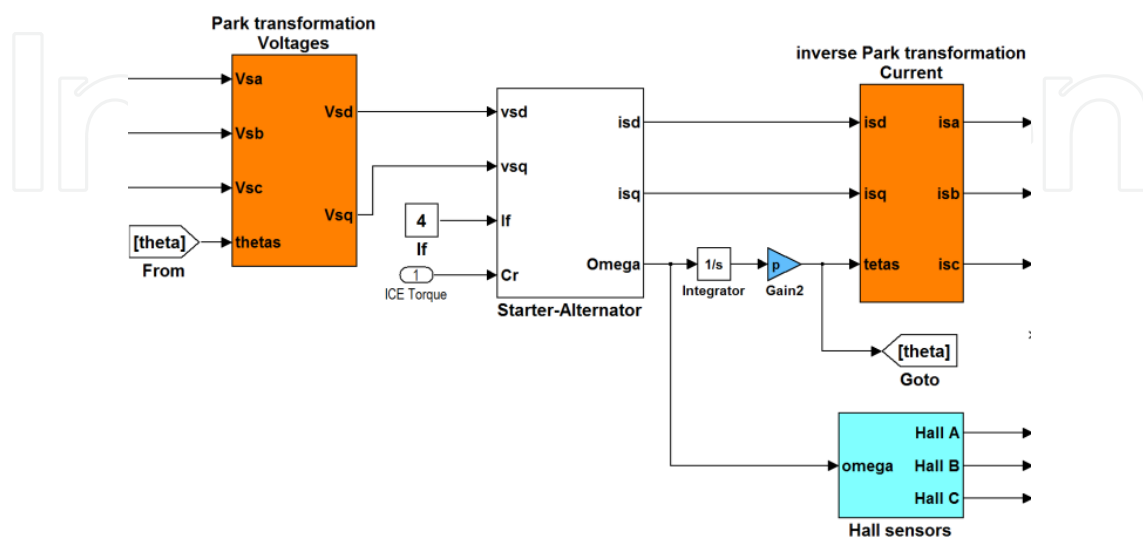 Park transformation
Voltages
Vsa
Vsb
Vsc
thetas
Vsd
Vsq
[theta]
From
4
If
1
ICE Torque
vsd
vsq
If
Cr
isd
isq
Omega
Starter-Alternator
1/s
Integrator
p
Gain2
inverse Park transformation
Current
isd
isq
tetas
isa
isb
isc
[theta]
Goto
omega
Hall A
Hall B
Hall C
Hall sensors